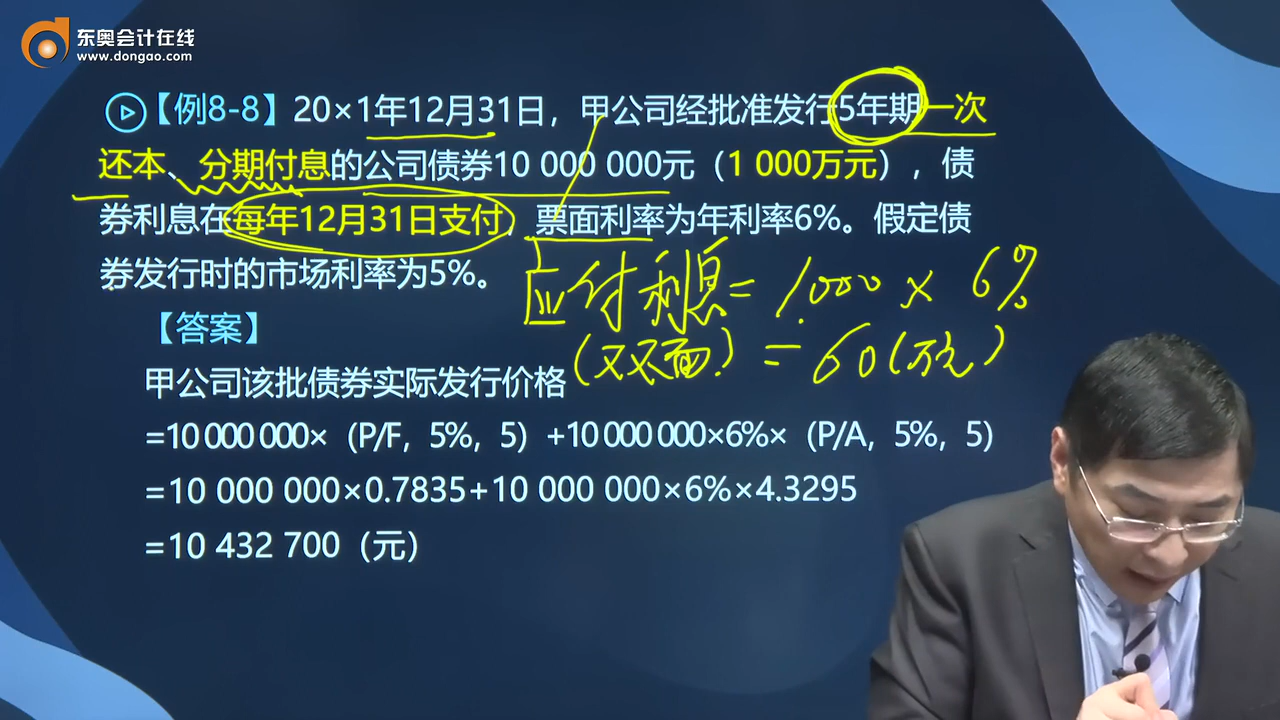 东奥会计在线
www.dongao.com
【例8-8】20×1年12月31日，甲公司经批准发行5年期一次
还本、分期付息的公司债券10 000 000元（1 000万元），债
券利息在每年12月31日支付，票面利率为年利率6%。假定债
券发行时的市场利率为5%。
应付利息=1000×6%
(双面)=60(万元)
【答案】
甲公司该批债券实际发行价格
=10 000 000×（P/F，5%，5）+10 000 000×6%×（P/A，5%，5）
=10 000 000×0.7835+10 000 000×6%×4.3295
=10 432 700（元）